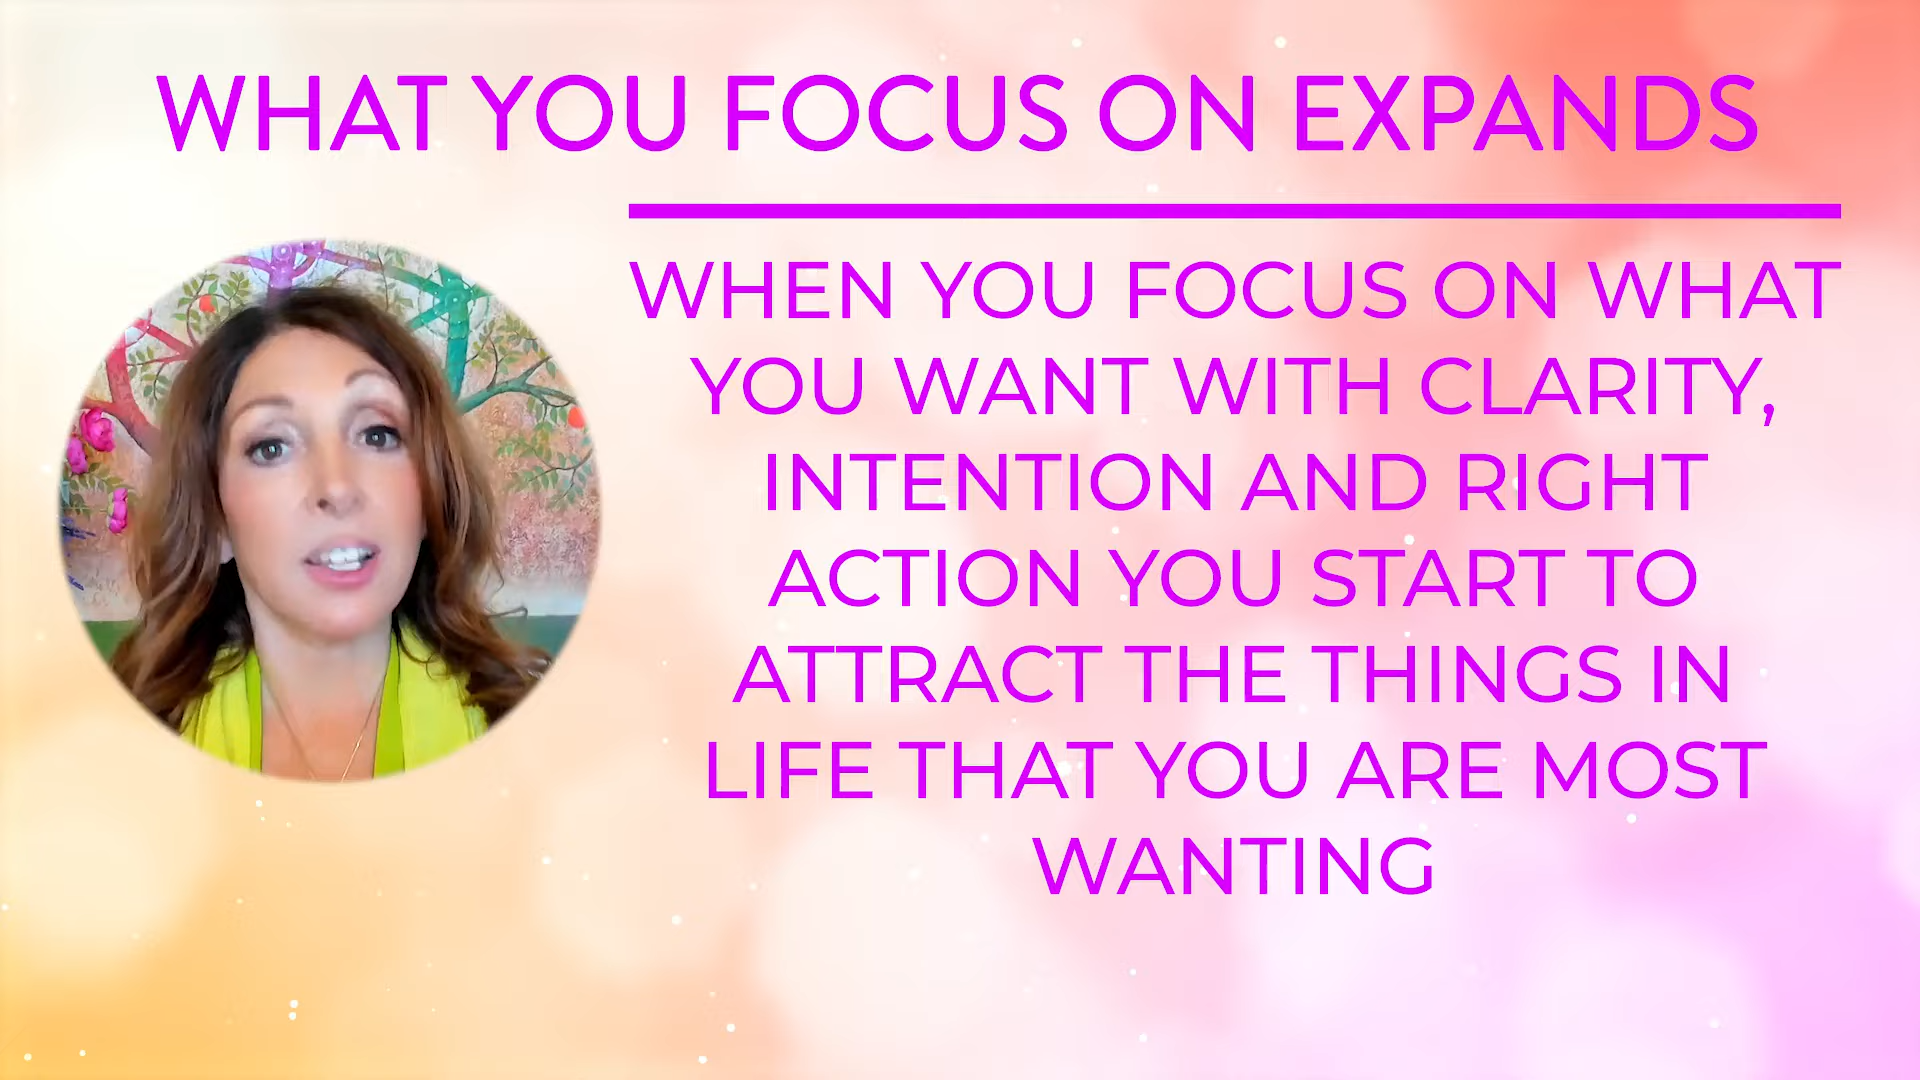 WHAT YOU FOCUS ON EXPANDS
WHEN YOU FOCUS ON WHAT
YOU WANT WITH CLARITY,
INTENTION AND RIGHT
ACTION YOU START TO
ATTRACT THE THINGS IN
LIFE THAT YOU ARE MOST
WANTING